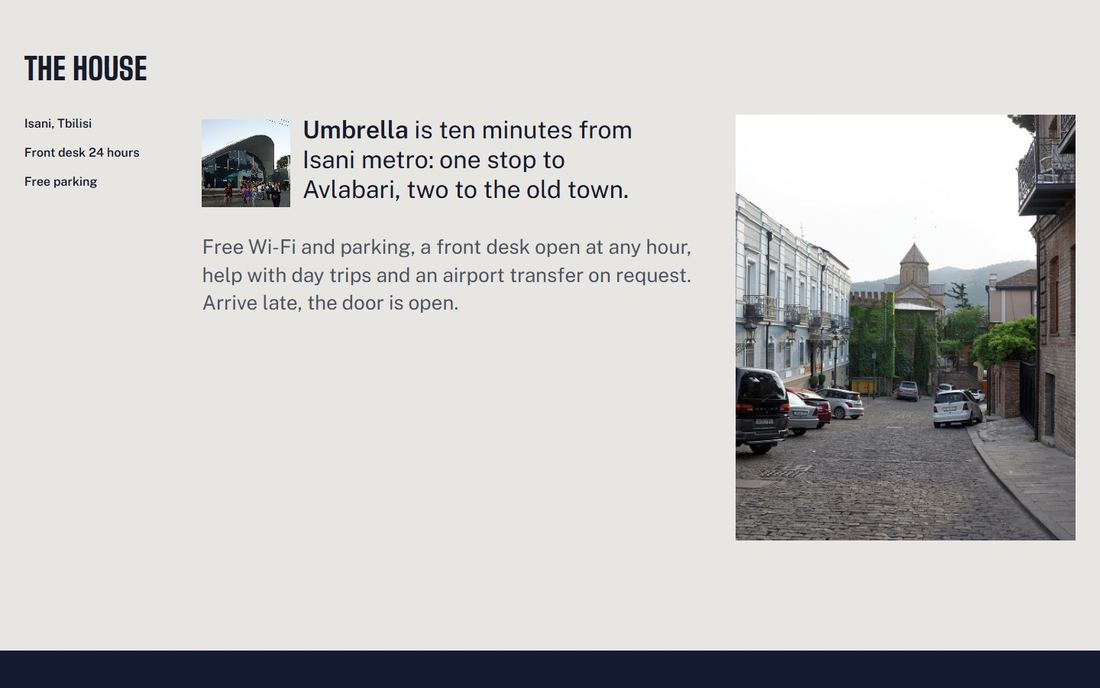 THE HOUSE
Isani, Tbilisi
Front desk 24 hours
Free parking
Umbrella is ten minutes from
Isani metro: one stop to
Avlabari, two to the old town.
Free Wi-Fi and parking, a front desk open at any hour,
help with day trips and an airport transfer on request.
Arrive late, the door is open.